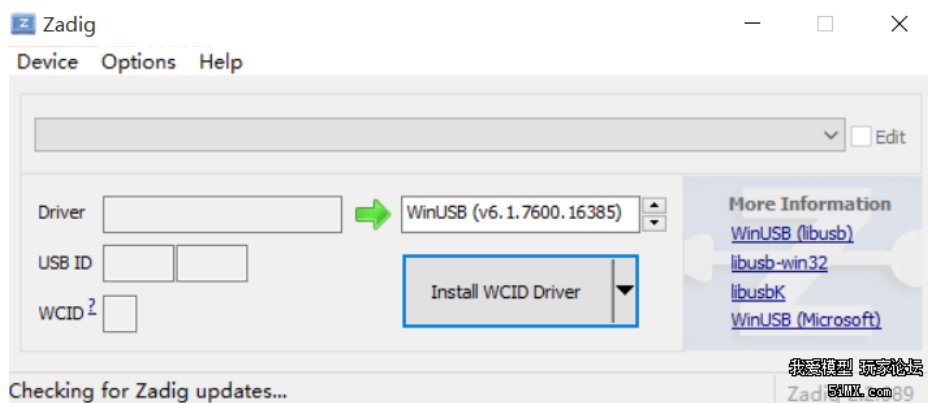 Zadig
Device Options Help
Edit
Driver
WinUSB (v6.1.7600.16385)
More Information
WinUSB (libusb)
USB ID
libusb-win32
Install WCID Driver
libusbK
WCID ?
WinUSB (Microsoft)
我爱模型 玩家论坛
Checking for Zadig updates...
Zadig
5iMX.com